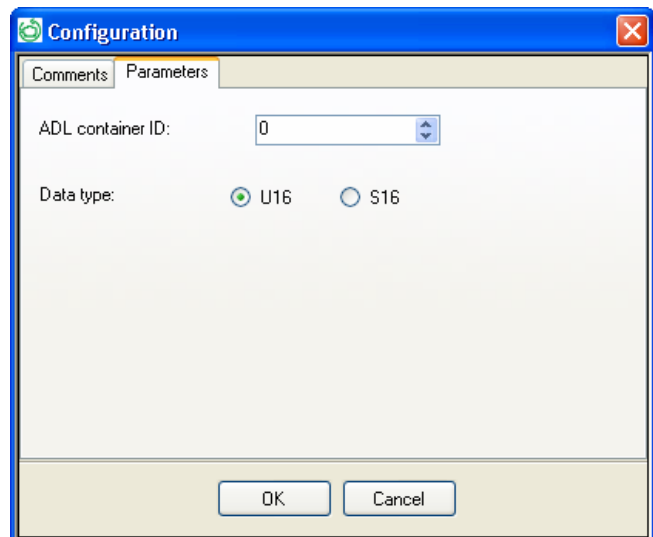 Configuration
Comments Parameters
ADL container ID: 0
Data type: U16 S16
OK Cancel